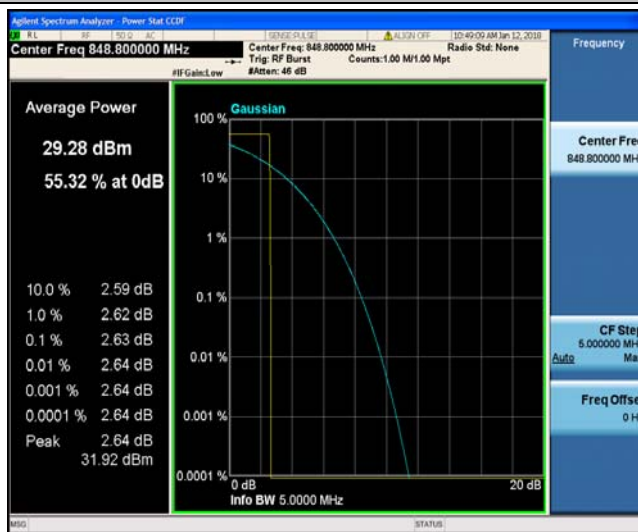 Agilent Spectrum Analyzer - Power Stat CCDF
RL RF 50 Ω AC SENSE:PULSE ALIGN OFF 10:49:09 AM Jan 12, 2018
Center Freq 848.800000 MHz
Center Freq: 848.800000 MHz Radio Std: None
Trig: RF Burst Counts:1.00 M/1.00 Mpt
#IFGain:Low #Atten: 46 dB
Frequency
Average Power
29.28 dBm
55.32 % at 0dB
10.0 % 2.59 dB
1.0 % 2.62 dB
0.1 % 2.63 dB
0.01 % 2.64 dB
0.001 % 2.64 dB
0.0001 % 2.64 dB
Peak 2.64 dB
31.92 dBm
Gaussian
100 %
10 %
1 %
0.1 %
0.01 %
0.001 %
0.0001 %
0 dB 20 dB
Info BW 5.0000 MHz
Center Fre
848.800000 MH
CF Ste
5.000000 MH
Auto Ma
Freq Offse
0 H
MSG STATUS